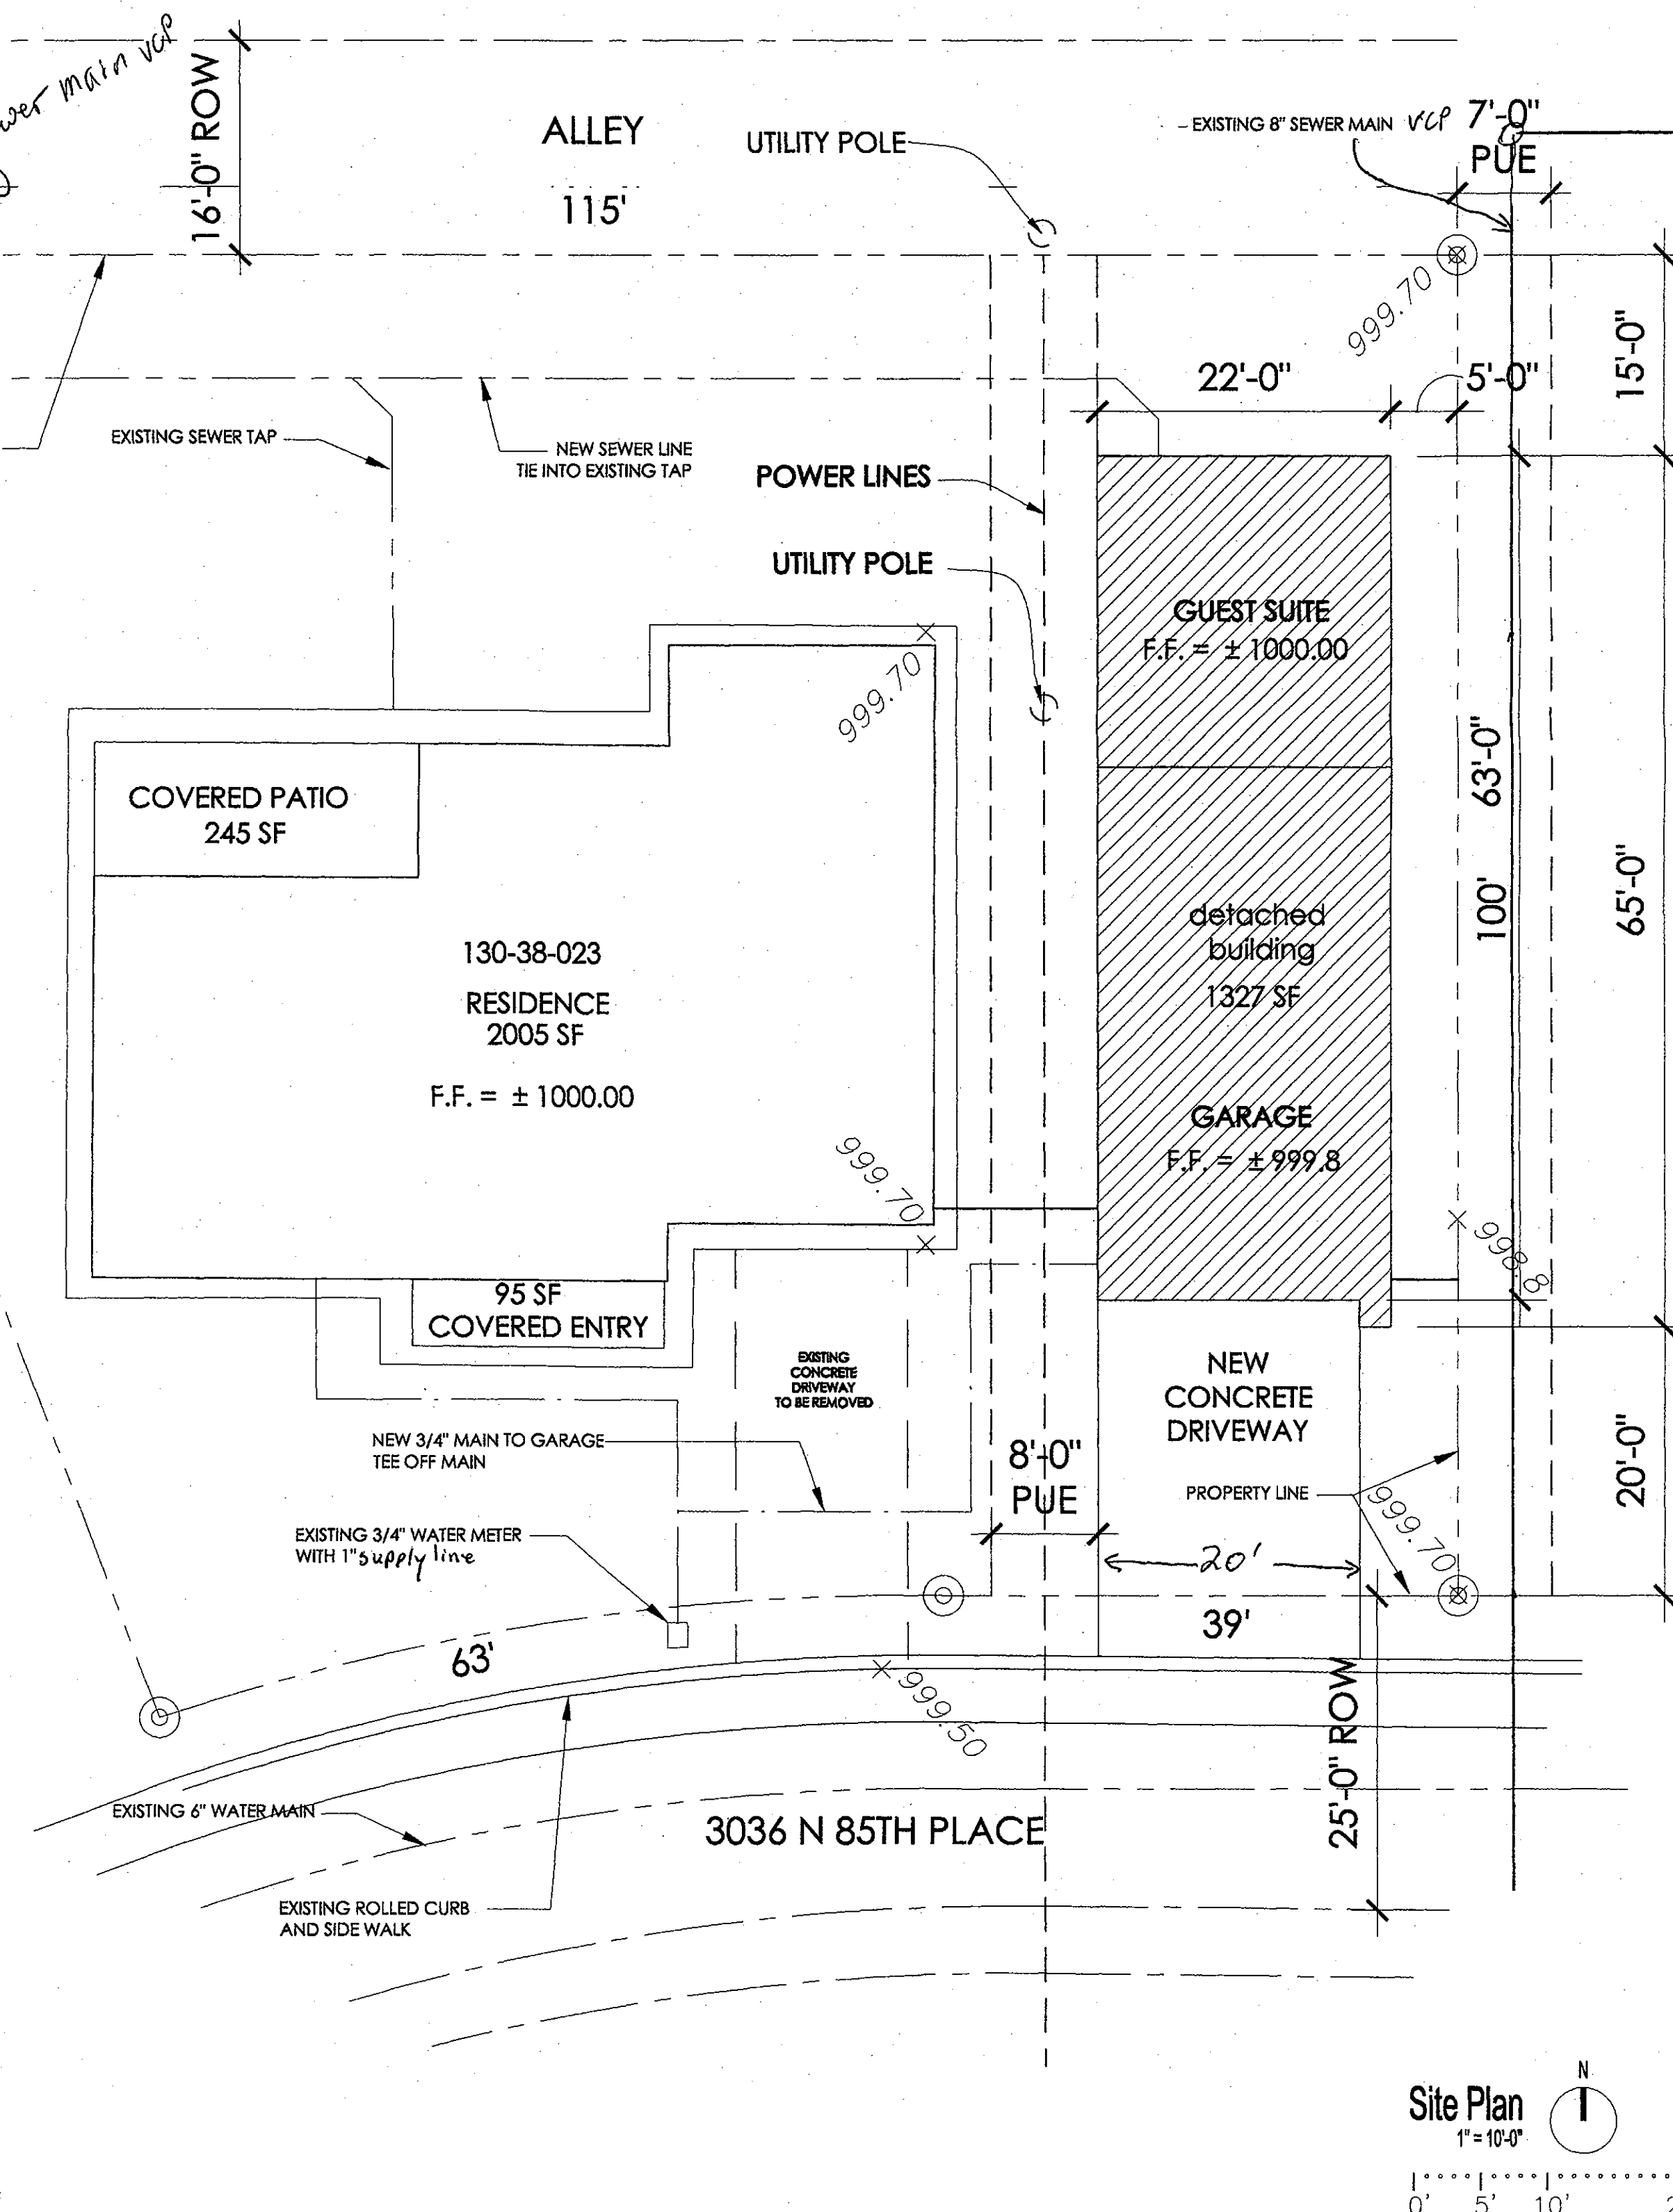 wer main vcp
16'-0" ROW
ALLEY
115'
UTILITY POLE
EXISTING 8" SEWER MAIN VCP
7'-0"
PUE
999.70
22'-0"
5'-0"
15'-0"
EXISTING SEWER TAP
NEW SEWER LINE
TIE INTO EXISTING TAP
POWER LINES
UTILITY POLE
GUEST SUITE
F.F. = ± 1000.00
999.70
63'-0"
100'
65'-0"
COVERED PATIO
245 SF
130-38-023
RESIDENCE
2005 SF
F.F. = ± 1000.00
detached
building
1327 SF
GARAGE
F.F. = ± 999.8
999.70
998.8
95 SF
COVERED ENTRY
EXISTING
CONCRETE
DRIVEWAY
TO BE REMOVED
NEW
CONCRETE
DRIVEWAY
NEW 3/4" MAIN TO GARAGE
TEE OFF MAIN
8'-0"
PUE
PROPERTY LINE
999.70
20'-0"
EXISTING 3/4" WATER METER
WITH 1" supply line
20'
39'
63'
999.50
25'-0" ROW
EXISTING 6" WATER MAIN
3036 N 85TH PLACE
EXISTING ROLLED CURB
AND SIDE WALK
N
Site Plan
1" = 10'-0"
0' 5' 10' 2